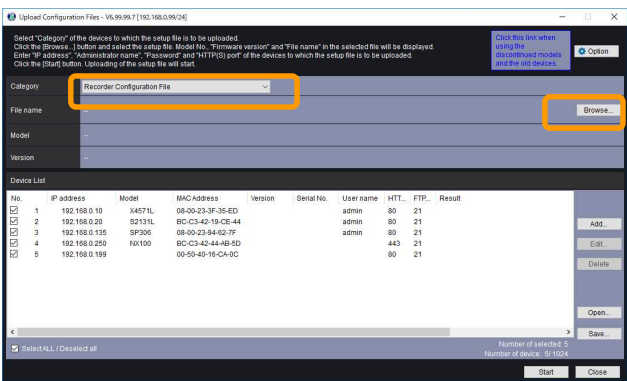 Upload Configuration Files - V6.99.99.7 [192.168.0.99/24]
Select "Category" of the devices to which the setup file is to be uploaded.
Click the [Browse...] button and select the setup file. Model No., "Firmware version" and "File name" in the selected file will be displayed.
Enter "IP address", "Administrator name", "Password" and "HTTP(S) port" of the devices to which the setup file is to be uploaded.
Click the [Start] button. Uploading of the setup file will start.
Click this link when
using the
discontinued models
and the old devices.
Option
Category Recorder Configuration File
File name -- Browse...
Model --
Version --
Device List
No. IP address Model MAC Address Version Serial No. User name HTT... FTP... Result
1 192.168.0.10 X4571L 08-00-23-3F-35-ED admin 80 21
2 192.168.0.20 S2131L BC-C3-42-19-CE-44 admin 80 21
3 192.168.0.135 SP306 08-00-23-94-62-7F admin 80 21
4 192.168.0.250 NX100 BC-C3-42-44-AB-5D 443 21
5 192.168.0.199 00-50-40-16-CA-0C 80 21
Add...
Edit...
Delete
Open...
Save...
Select ALL / Deselect all
Number of selected: 5
Number of device: 5/ 1024
Start Close